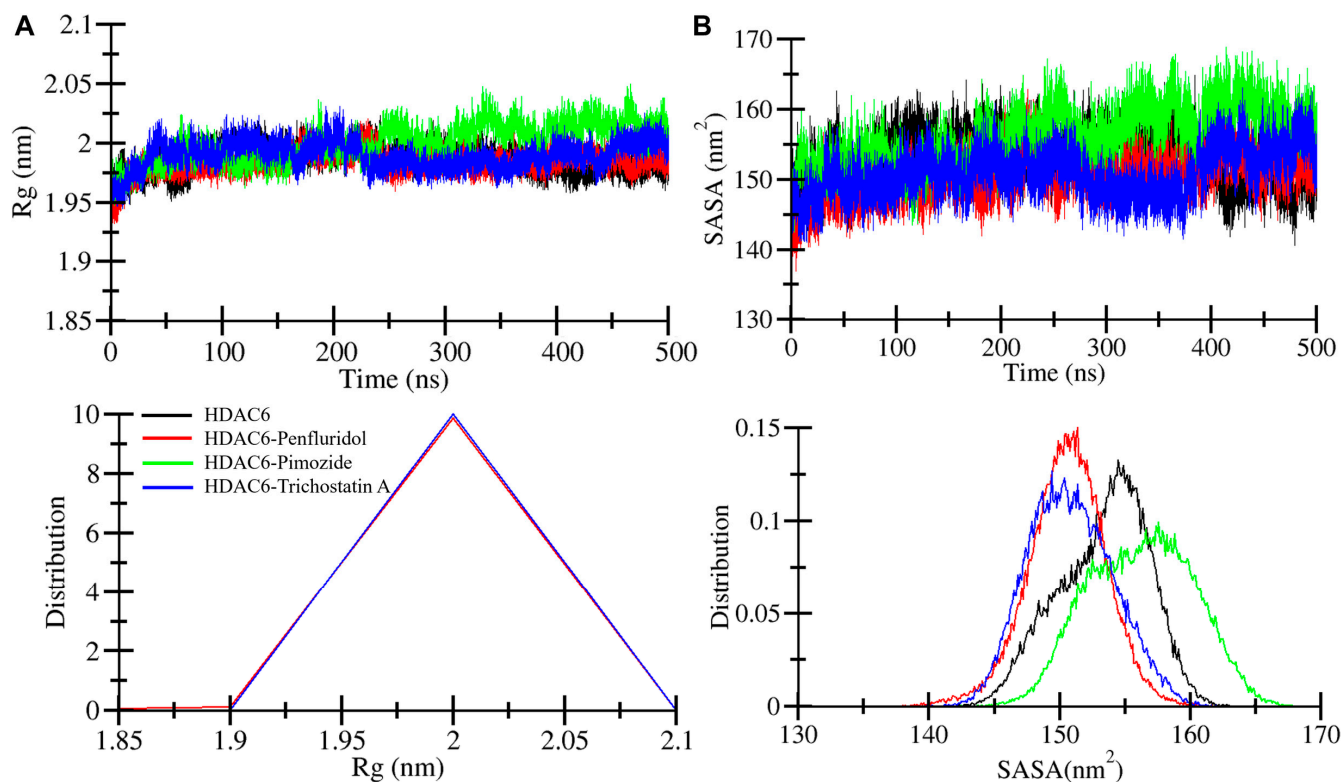 A
2.1
2.05
2
1.95
1.9
1.85
Rg (nm)
0 100 200 300 400 500
Time (ns)
B
170
160
150
140
130
SASA (nm²)
0 100 200 300 400 500
Time (ns)
10
8
6
4
2
0
Distribution
HDAC6
HDAC6-Penfluridol
HDAC6-Pimozide
HDAC6-Trichostatin A
1.85 1.9 1.95 2 2.05 2.1
Rg (nm)
0.15
0.1
0.05
0
Distribution
130 140 150 160 170
SASA(nm²)